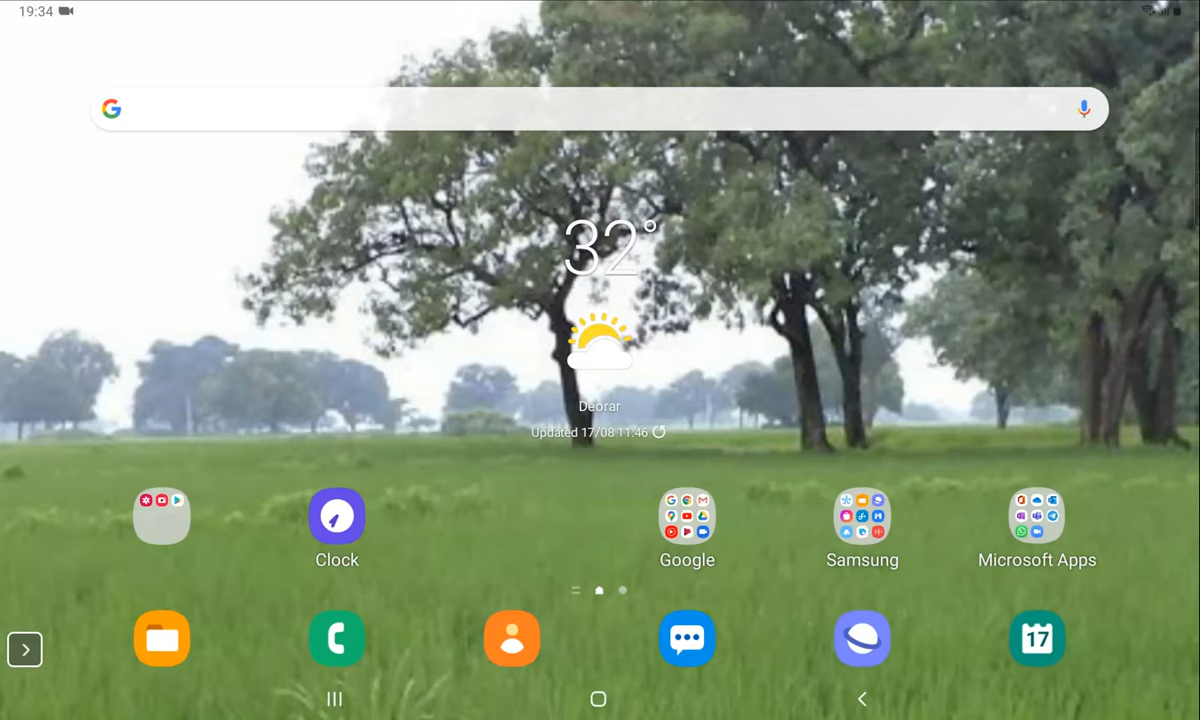 19:34
32°
Deorar
Updated 17/08 11:46
Clock
Google
Samsung
Microsoft Apps
17